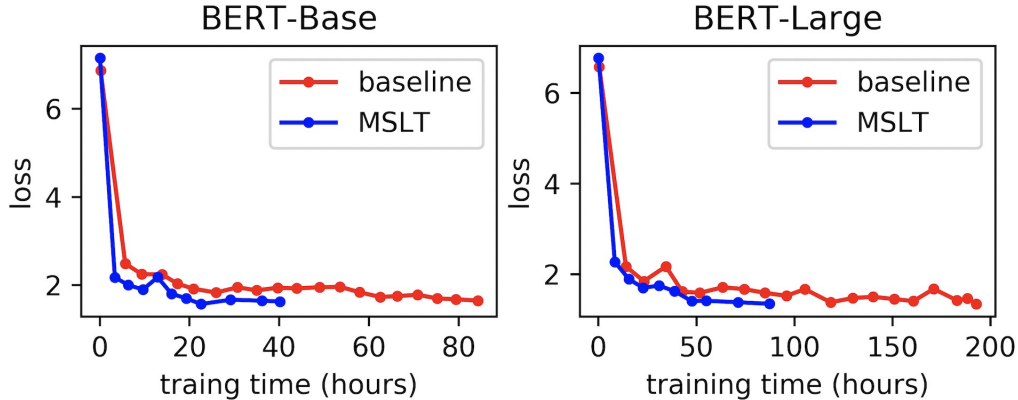 BERT-Base
baseline
MSLT
6
4
2
loss
0 20 40 60 80
traing time (hours)
BERT-Large
baseline
MSLT
6
4
2
loss
0 50 100 150 200
training time (hours)